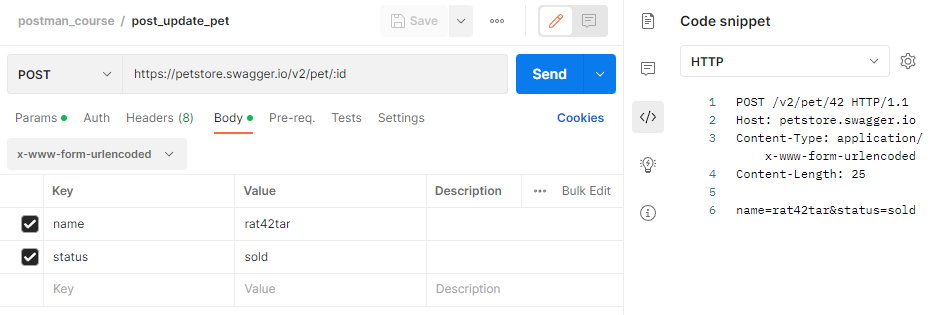 postman_course / post_update_pet
Save
POST
https://petstore.swagger.io/v2/pet/:id
Send
Params Auth Headers (8) Body Pre-req. Tests Settings Cookies
x-www-form-urlencoded
Key Value Description Bulk Edit
name rat42tar
status sold
Key Value Description
Code snippet
HTTP
1 POST /v2/pet/42 HTTP/1.1
2 Host: petstore.swagger.io
3 Content-Type: application/
x-www-form-urlencoded
4 Content-Length: 25
5
6 name=rat42tar&status=sold